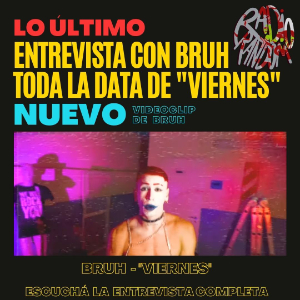 LO ÚLTIMO
ENTREVISTA CON BRUH
TODA LA DATA DE "VIERNES"
NUEVO
VIDEOCLIP
DE BRUH
BRUH - "VIERNES"
ESCUCHÁ LA ENTREVISTA COMPLETA